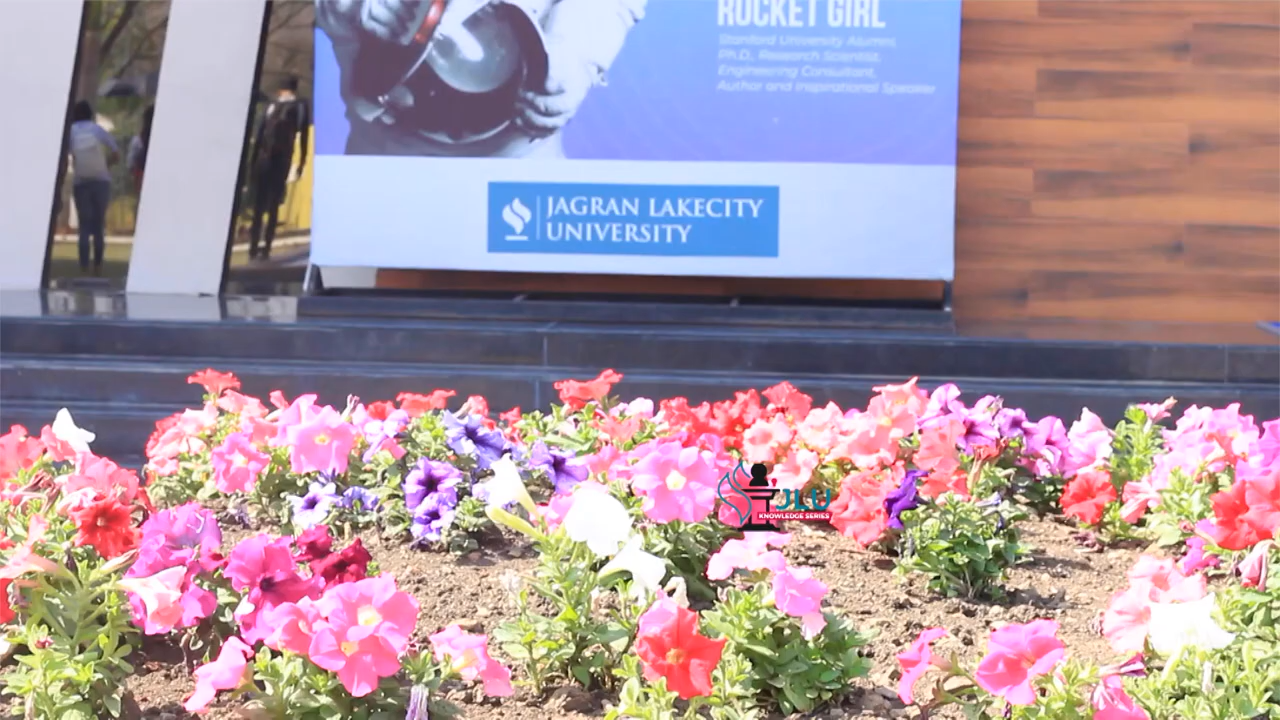 ROCKET GIRL
Stanford University Alumni,
Ph.D., Research Scientist,
Engineering Consultant,
Author and Inspirational Speaker
JAGRAN LAKECITY
UNIVERSITY
JLU
KNOWLEDGE SERIES